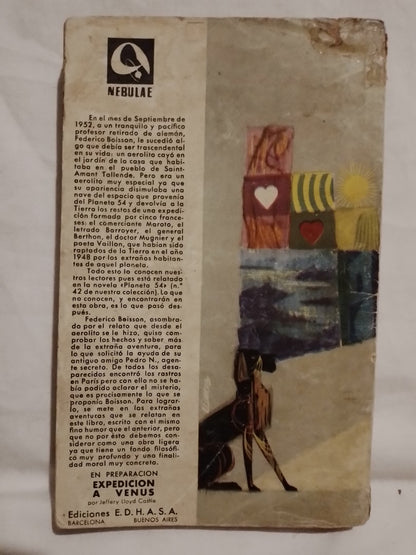 NEBULAE
En el mes de Septiembre de
1952, a un tranquilo y pacífico
profesor retirado de alemán,
Federico Boisson, le sucedió al-
go que debía ser trascendental
en su vida: un aerolito cayó en
el jardín de la casa que habi-
taba en el pueblo de Saint-
Amant Tallende. Pero era un
aerolito muy especial ya que
su apariencia disimulaba una
nave del espacio que provenía
del Planeta 54 y devolvía a la
Tierra los restos de una expedi-
ción formada por cinco france-
ses: el comerciante Marote, el
letrado Barroyer, el general
Berthon, el doctor Mugnier y el
poeta Vaillon, que habían sido
raptados de la Tierra en el año
1948 por los extraños habitan-
tes de aquel planeta.
Todo esto lo conocen nues-
tros lectores pues está relatado
en la novela «Planeta 54» (n.°
42 de nuestra colección). Lo que
no conocen, y encontrarán en
esta obra, es lo que pasó des-
pués.
Federico Boisson, asombra-
do por el relato que desde el
aerolito se le hizo, quiso com-
probar los hechos y saber más
de la extraña aventura, para
lo que solicitó la ayuda de su
antiguo amigo Pedro N., agen-
te secreto. De todos los desa-
parecidos encontró los rastros
en París pero con ello no se ha-
bía podido aclarar el misterio,
que es precisamente lo que se
proponía Boisson. Para lograr-
lo, se mete en las extrañas
aventuras que se relatan en
este libro, escrito con el mismo
fino humor que el anterior, pero
que no por ésto debemos con-
siderar como una obra ligera
ya que tiene un fondo filosófi-
co muy profundo y una finali-
dad moral muy concreta.
EN PREPARACION
EXPEDICION
A VENUS
por Jeffery Lloyd Castle
Ediciones E. D. H. A. S. A.
BARCELONA BUENOS AIRES